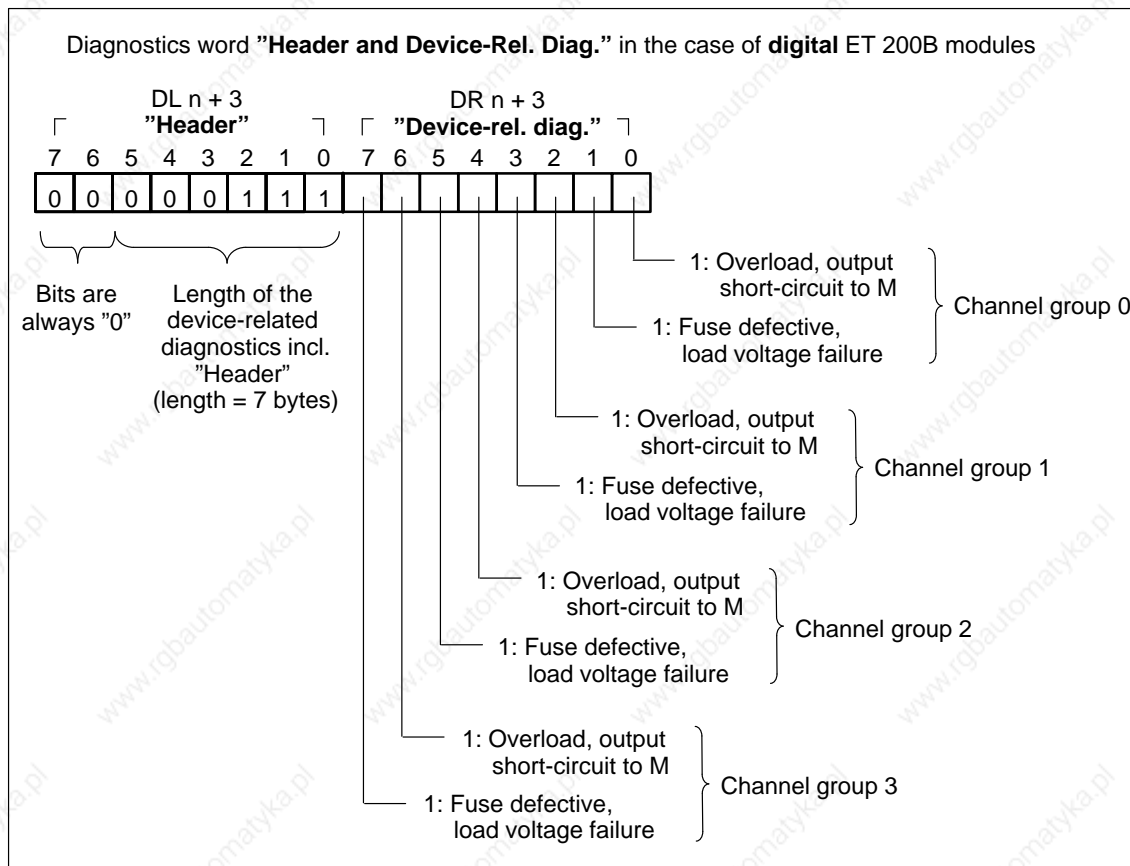 Diagnostics word ”Header and Device-Rel. Diag.” in the case of digital ET 200B modules
DL n + 3
”Header”
DR n + 3
”Device-rel. diag.”
7 6 5 4 3 2 1 0 7 6 5 4 3 2 1 0
0 0 0 0 0 1 1 1
Bits are
always ”0”
Length of the
device-related
diagnostics incl.
”Header”
(length = 7 bytes)
1: Overload, output
short-circuit to M
1: Fuse defective,
load voltage failure
Channel group 0
1: Overload, output
short-circuit to M
1: Fuse defective,
load voltage failure
Channel group 1
1: Overload, output
short-circuit to M
1: Fuse defective,
load voltage failure
Channel group 2
1: Overload, output
short-circuit to M
1: Fuse defective,
load voltage failure
Channel group 3
www.rgbautomatyka.pl